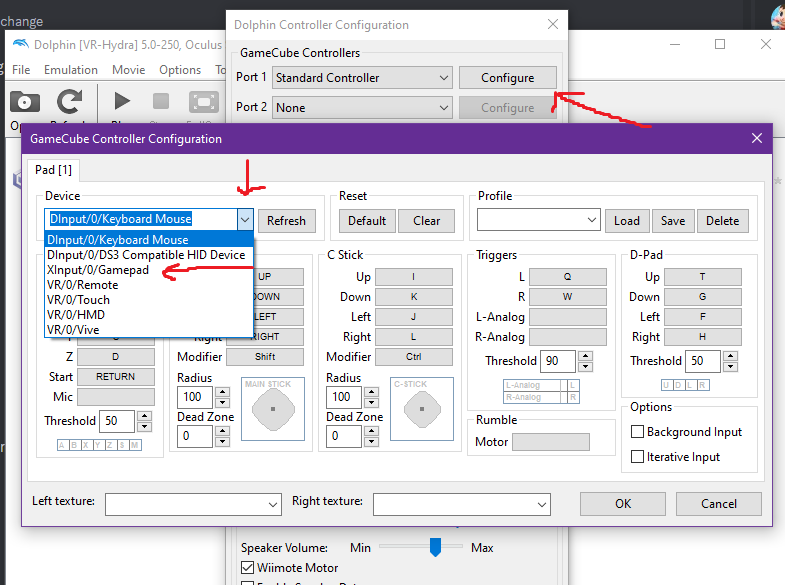 change
Dolphin Controller Configuration
Dolphin [VR-Hydra] 5.0-250, Oculus
GameCube Controllers
File Emulation Movie Options
Port 1 Standard Controller Configure
Port 2 None Configure
GameCube Controller Configuration
Pad [1]
Device
Reset
Profile
DInput/0/Keyboard Mouse Refresh Default Clear Load Save Delete
DInput/0/Keyboard Mouse
DInput/0/DS3 Compatible HID Device
XInput/0/Gamepad
VR/0/Remote
VR/0/Touch
VR/0/HMD
VR/0/Vive
UP
DOWN
LEFT
Right RIGHT
Z D
Modifier Shift
Start RETURN
Mic
Radius
100
Threshold 50
Dead Zone
0
A B X Y Z S M
MAIN STICK
C Stick
Up I
Down K
Left J
Right L
Modifier Ctrl
Radius
100
Dead Zone
0
C-STICK
Triggers
L Q
R W
L-Analog
R-Analog
Threshold 90
L-Analog L
R-Analog R
Rumble
Motor
D-Pad
Up T
Down G
Left F
Right H
Threshold 50
U D L R
Options
Background Input
Iterative Input
Left texture: Right texture: OK Cancel
Speaker Volume: Min Max
Wiimote Motor